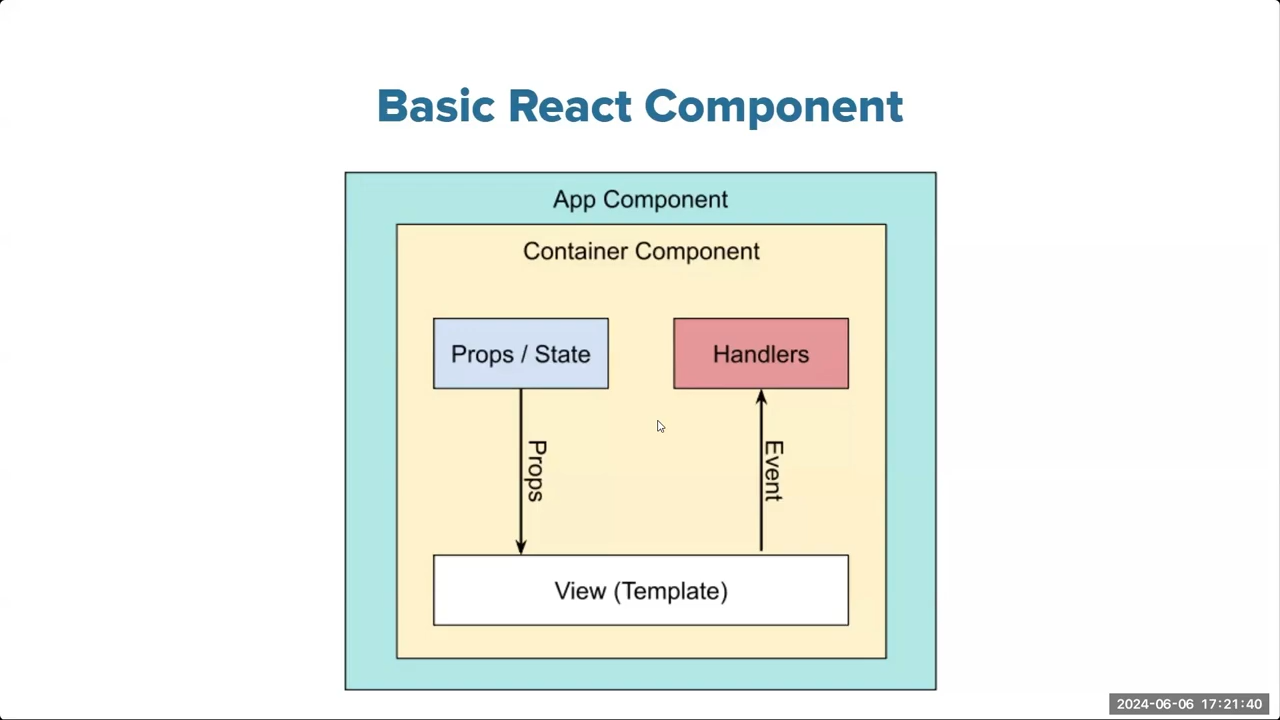 Basic React Component
App Component
Container Component
Props / State
Handlers
Props
Event
View (Template)
2024-06-06 17:21:40